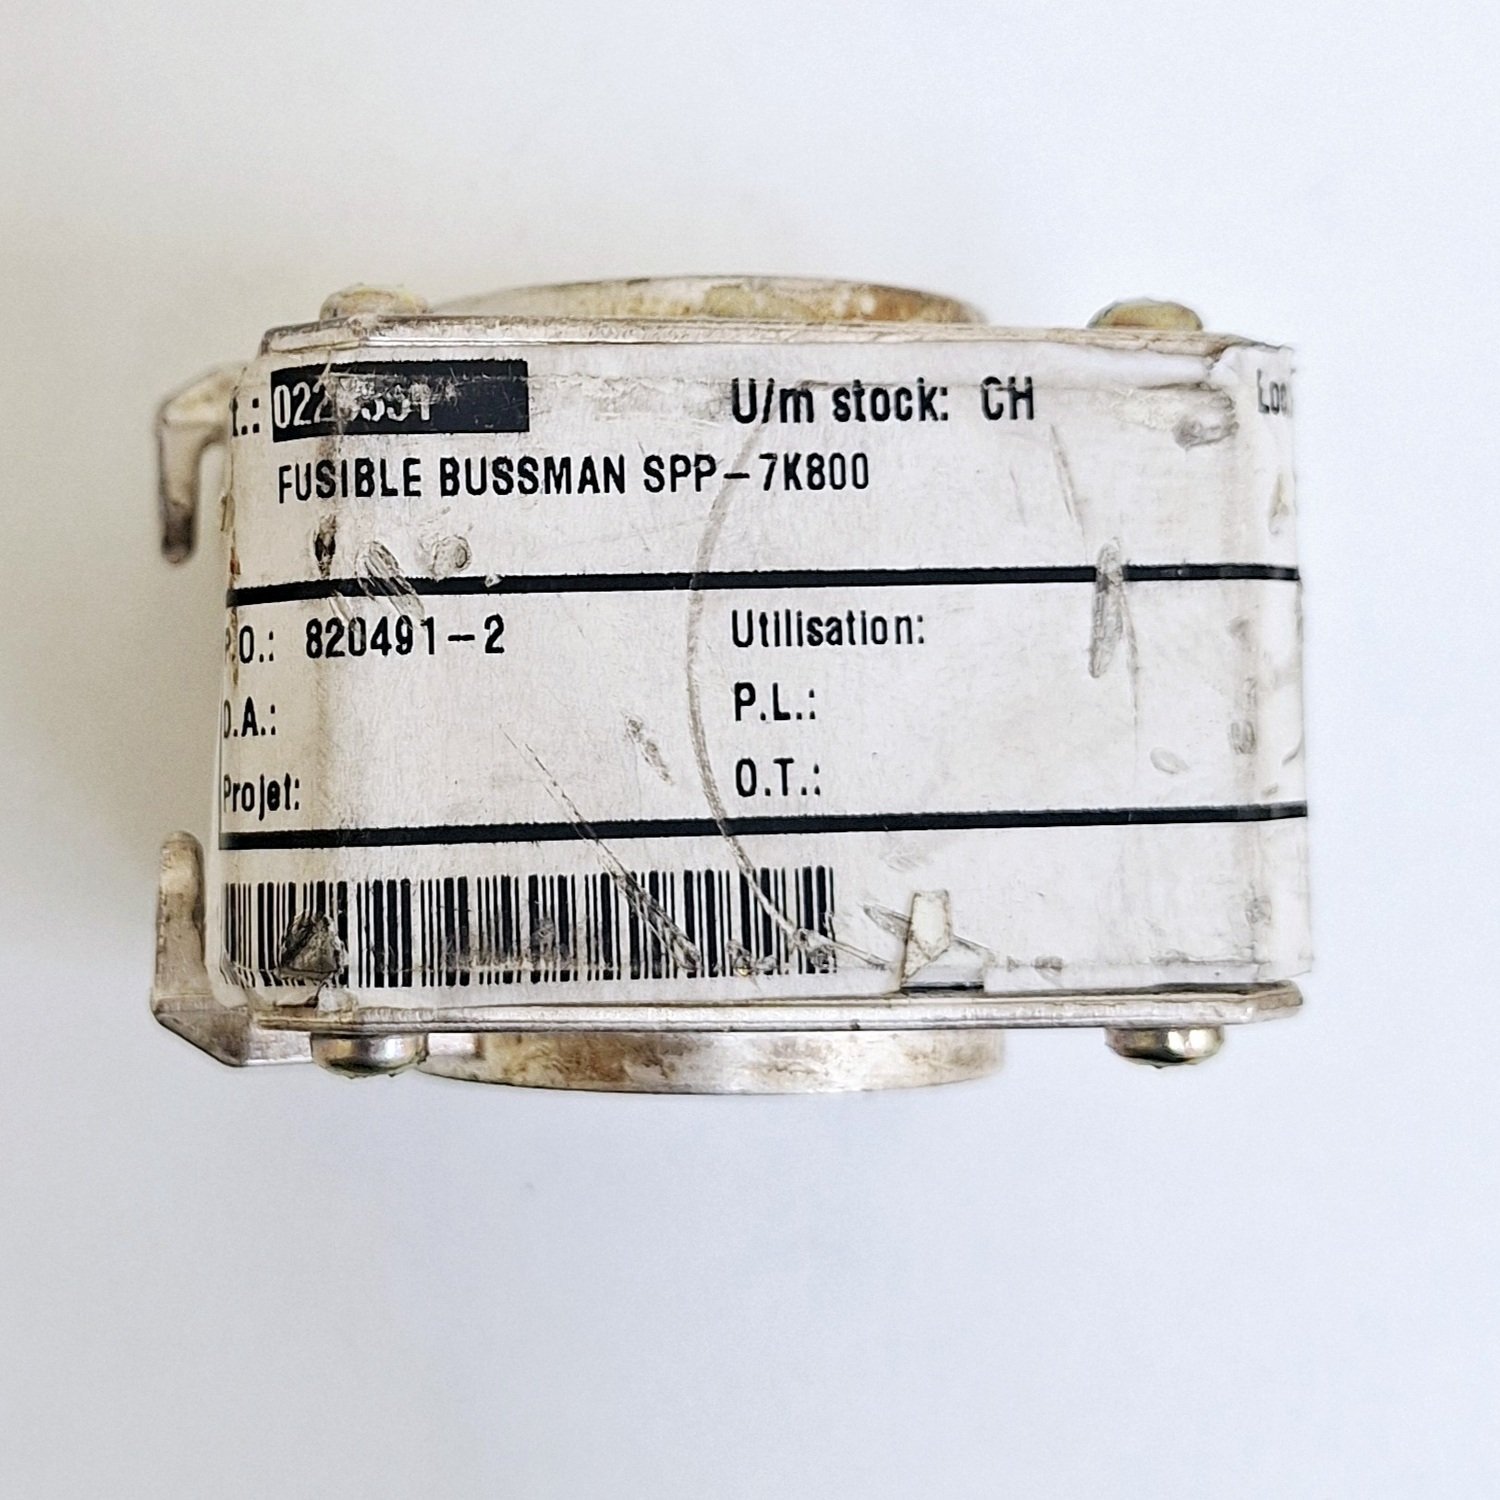 U/m stock: CH
FUSIBLE BUSSMAN SPP-7K800
P.O.: 820491-2
Utilisation:
D.A.:
P.L.:
Projet:
O.T.: